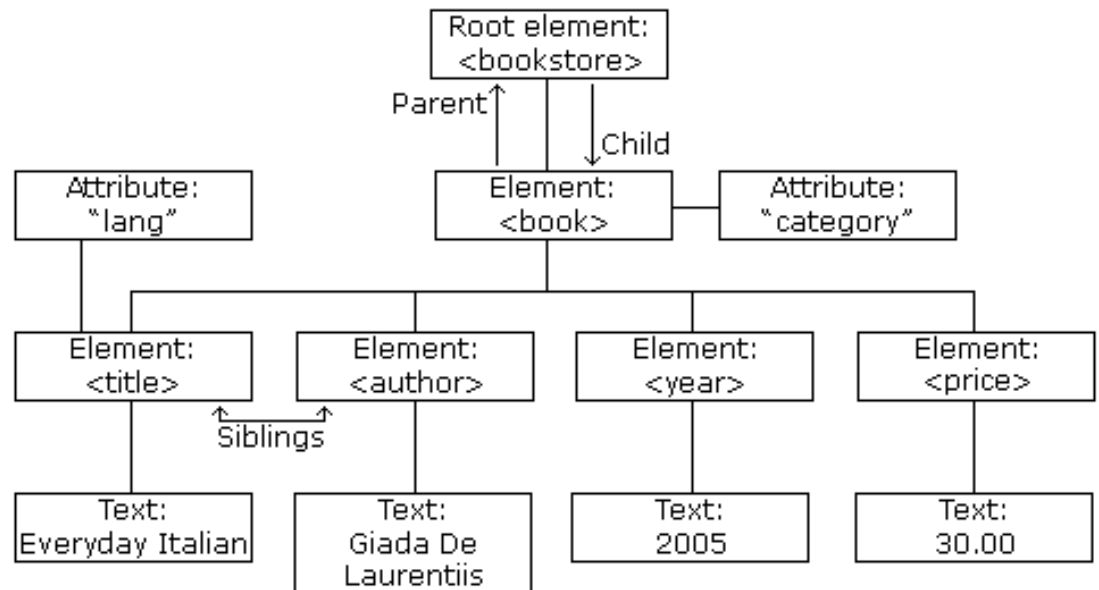 Root element:
<bookstore>
Parent
Child
Attribute:
“lang”
Element:
<book>
Attribute:
“category”
Element:
<title>
Element:
<author>
Element:
<year>
Element:
<price>
Siblings
Text:
Everyday Italian
Text:
Giada De
Laurentiis
Text:
2005
Text:
30.00